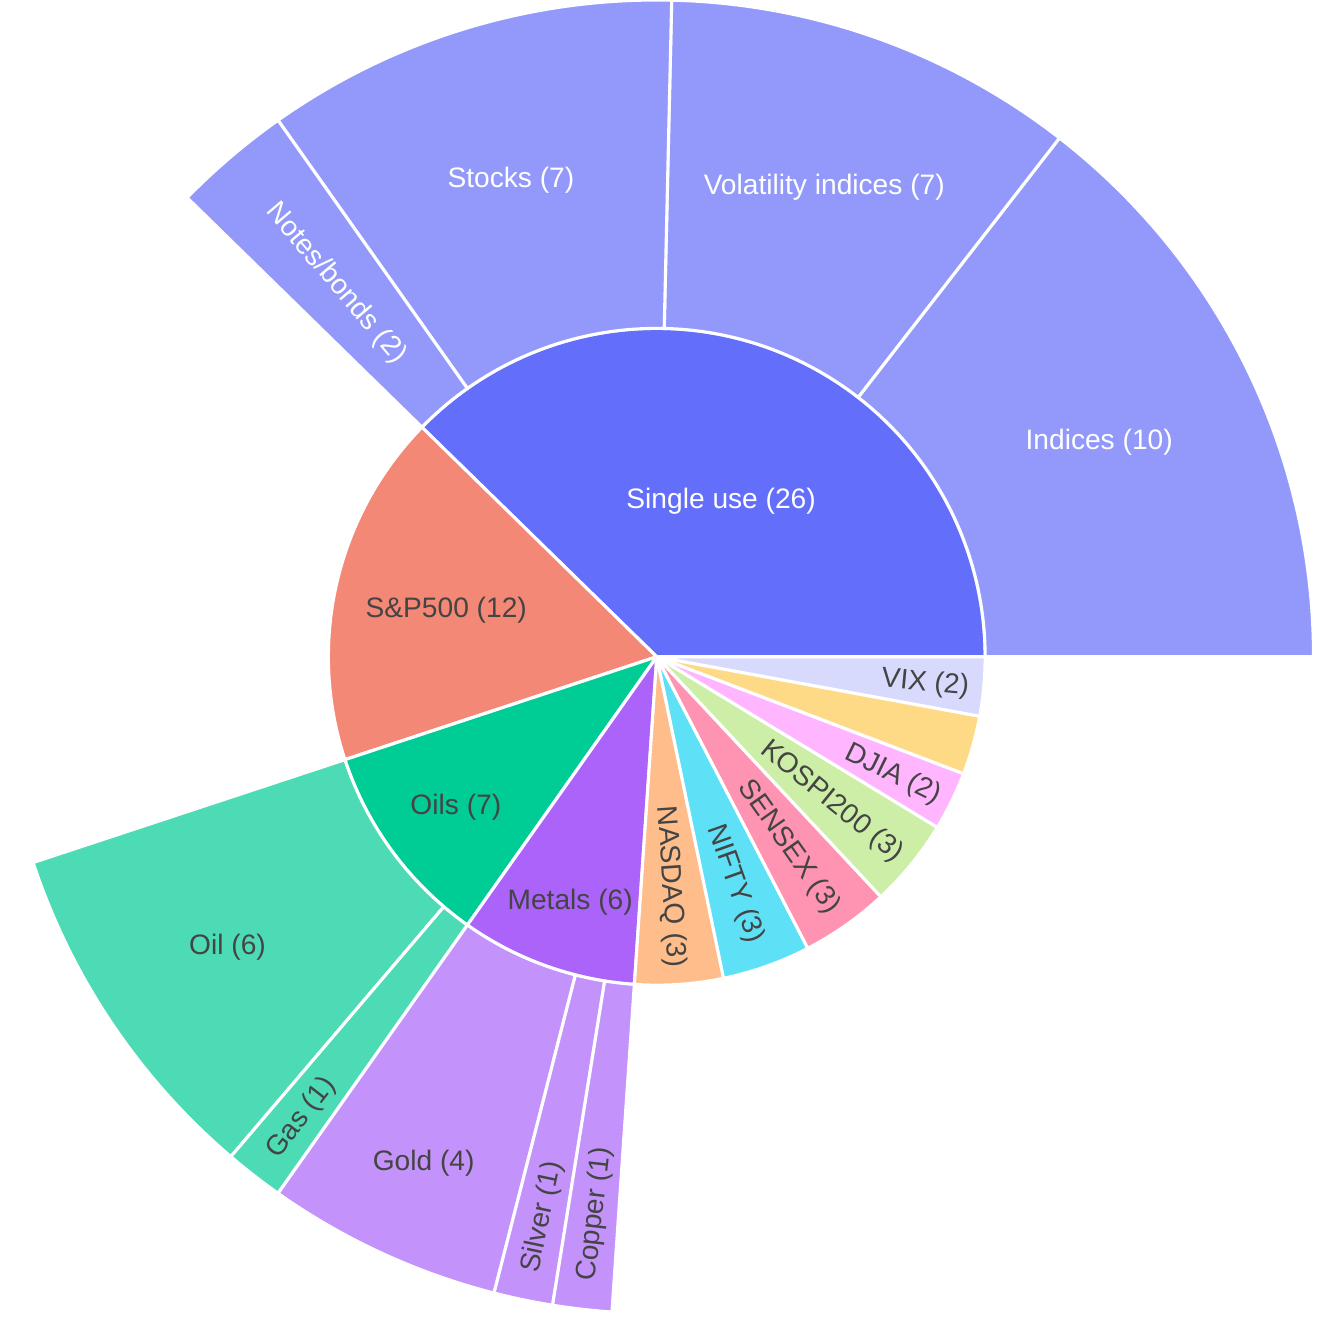 Stocks (7)
Volatility indices (7)
Notes/bonds (2)
Indices (10)
Single use (26)
S&P500 (12)
VIX (2)
DJIA (2)
KOSPI200 (3)
SENSEX (3)
NIFTY (3)
NASDAQ (3)
Oils (7)
Metals (6)
Oil (6)
Gas (1)
Gold (4)
Silver (1)
Copper (1)